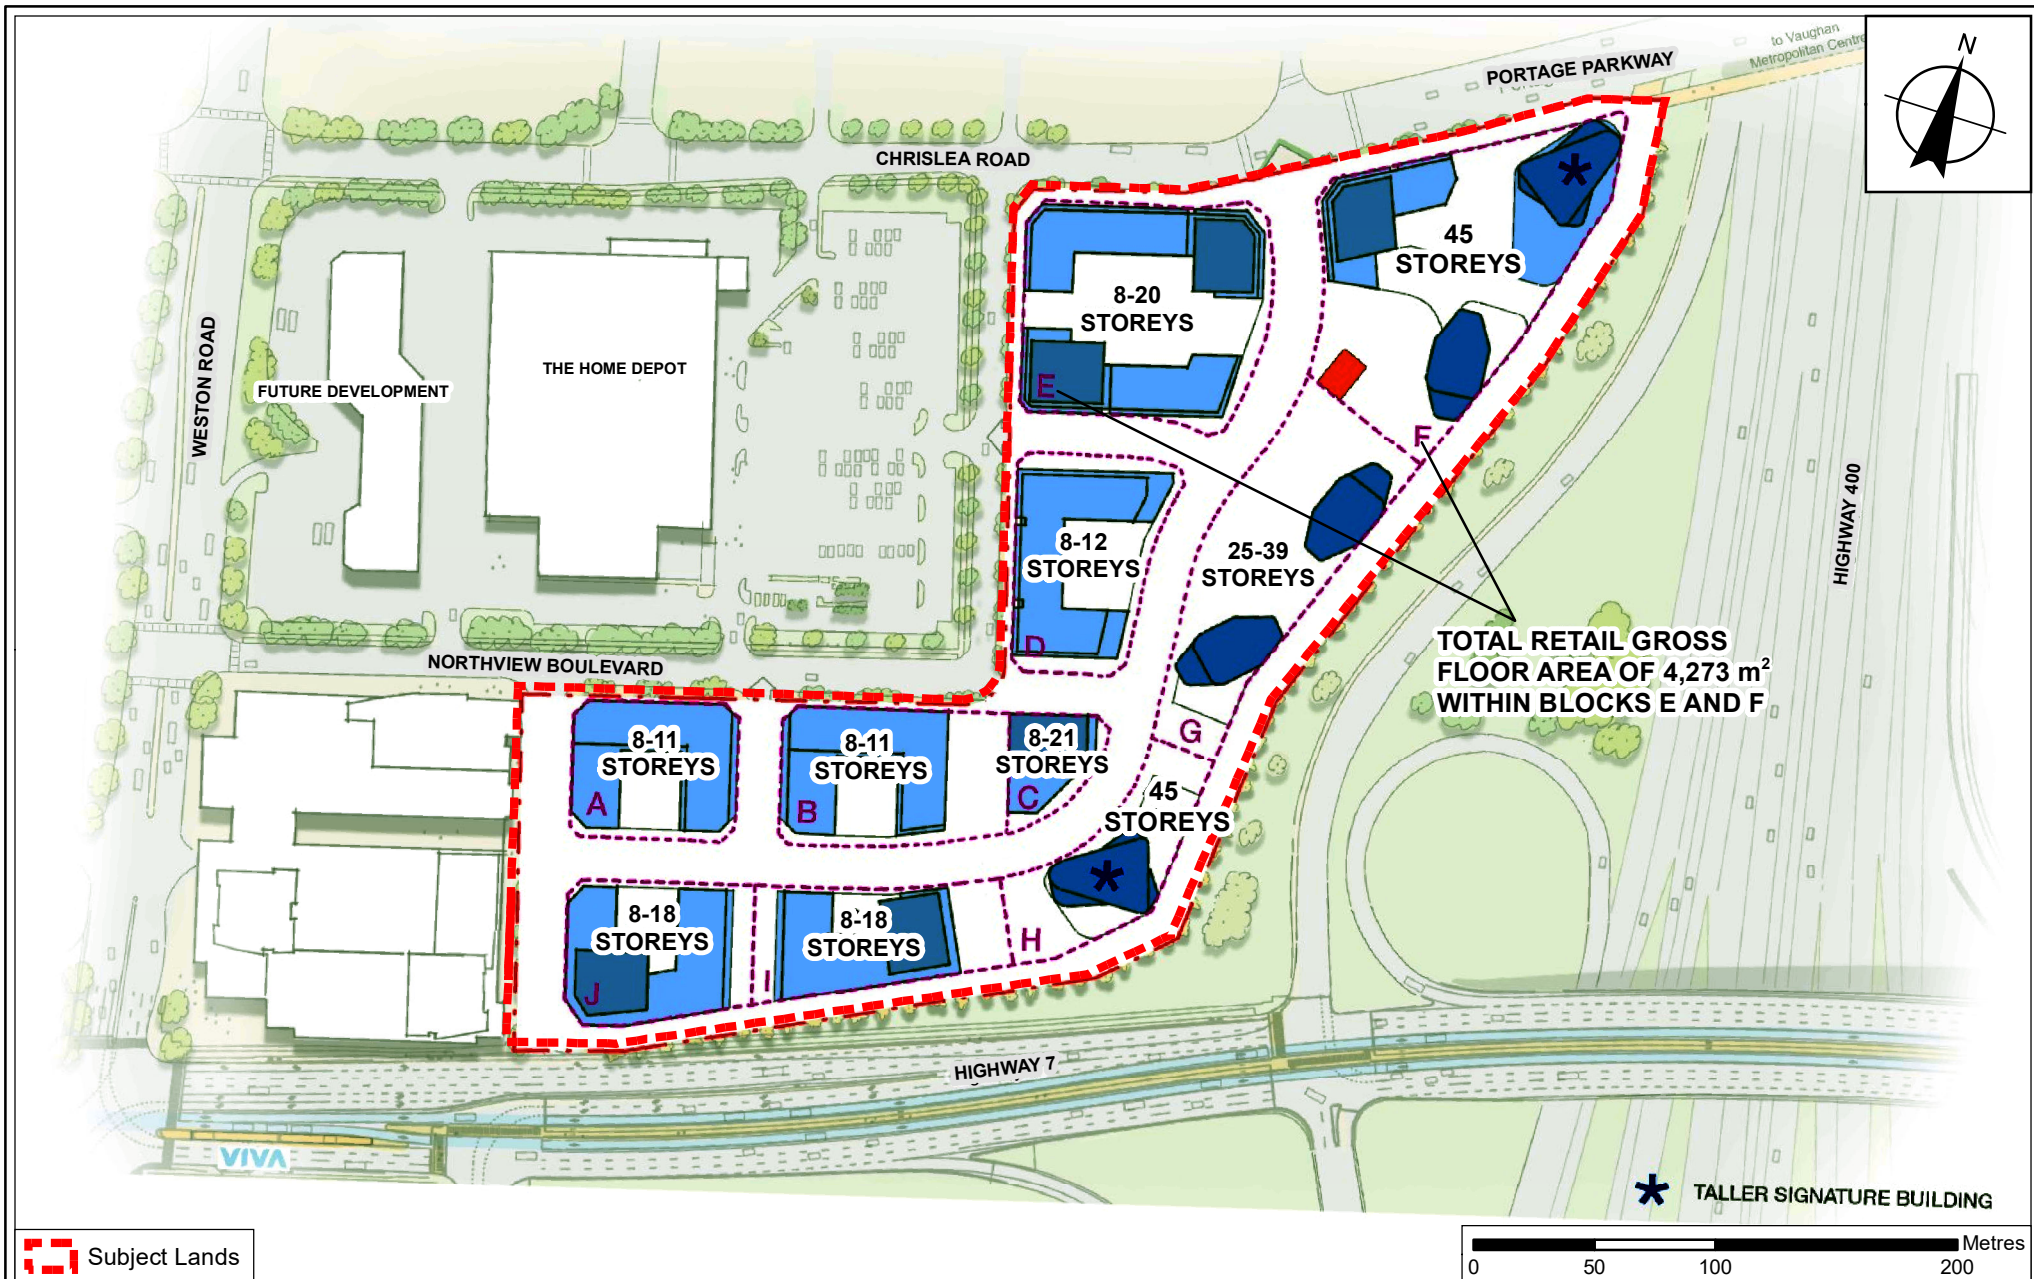 to Vaughan
Metropolitan Centre
N
PORTAGE PARKWAY
CHRISLEA ROAD
45
STOREYS
8-20
STOREYS
WESTON ROAD
THE HOME DEPOT
FUTURE DEVELOPMENT
E
F
HIGHWAY 400
8-12
STOREYS
25-39
STOREYS
D
TOTAL RETAIL GROSS
FLOOR AREA OF 4,273 m²
WITHIN BLOCKS E AND F
NORTHVIEW BOULEVARD
G
8-11
STOREYS
8-11
STOREYS
8-21
STOREYS
A
B
C
45
STOREYS
8-18
STOREYS
8-18
STOREYS
H
J
I
HIGHWAY 7
VIVA
TALLER SIGNATURE BUILDING
Subject Lands
Metres
0 50 100 200